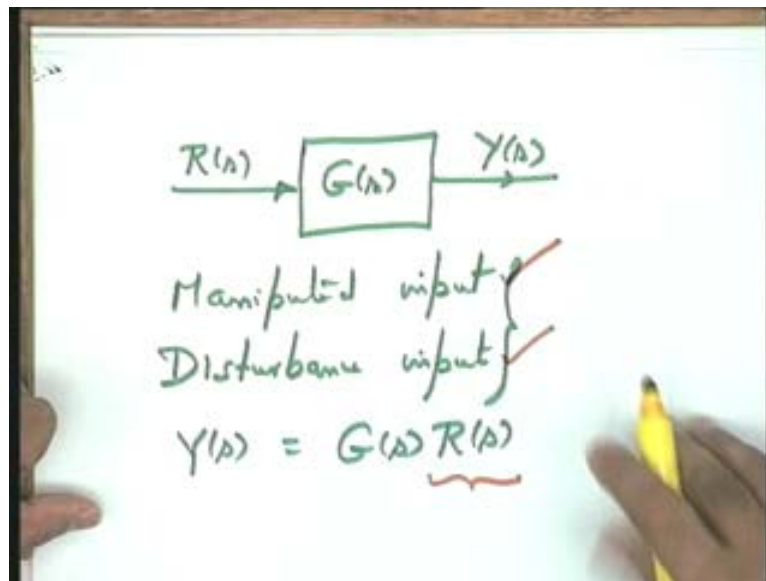 R(s) G(s) Y(s)
Manipulated input
Disturbance input
Y(s) = G(s) R(s)